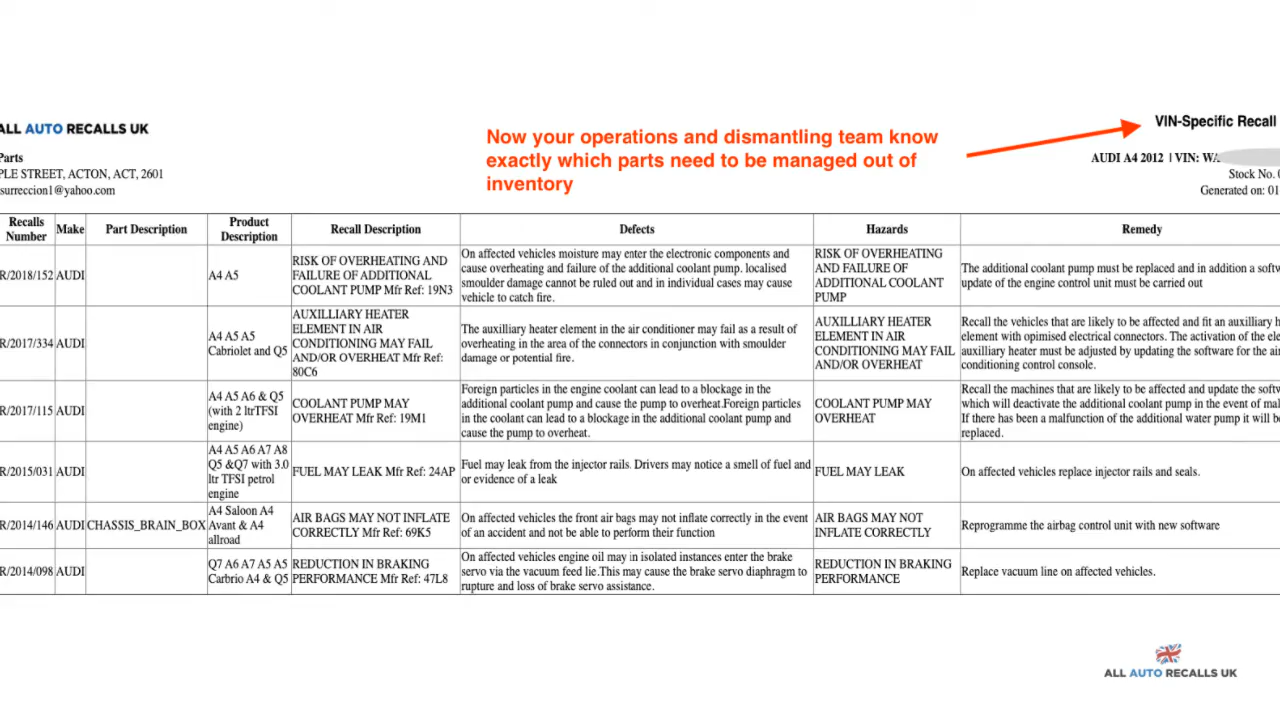 ALL AUTO RECALLS UK
Now your operations and dismantling team know
exactly which parts need to be managed out of
inventory
VIN-Specific Recall
Parts
PLE STREET, ACTON, ACT, 2601
surreccion1@yahoo.com
AUDI A4 2012 | VIN: WA
Stock No. 0
Generated on: 01
Recalls
Number
Make
Part Description
Product
Description
Recall Description
Defects
Hazards
Remedy
R/2018/152
AUDI
A4 A5
RISK OF OVERHEATING AND
FAILURE OF ADDITIONAL
COOLANT PUMP Mfr Ref: 19N3
On affected vehicles moisture may enter the electronic components and
cause overheating and failure of the additional coolant pump. localised
smoulder damage cannot be ruled out and in individual cases may cause
vehicle to catch fire.
RISK OF OVERHEATING
AND FAILURE OF
ADDITIONAL COOLANT
PUMP
The additional coolant pump must be replaced and in addition a softw
update of the engine control unit must be carried out
R/2017/334
AUDI
A4 A5 A5
Cabriolet and Q5
AUXILLIARY HEATER
ELEMENT IN AIR
CONDITIONING MAY FAIL
AND/OR OVERHEAT Mfr Ref:
80C6
The auxilliary heater element in the air conditioner may fail as a result of
overheating in the area of the connectors in conjunction with smoulder
damage or potential fire.
AUXILLIARY HEATER
ELEMENT IN AIR
CONDITIONING MAY FAIL
AND/OR OVERHEAT
Recall the vehicles that are likely to be affected and fit an auxilliary h
element with opimised electrical connectors. The activation of the ele
auxilliary heater must be adjusted by updating the software for the air
conditioning control console.
R/2017/115
AUDI
A4 A5 A6 & Q5
(with 2 ltrTFSI
engine)
COOLANT PUMP MAY
OVERHEAT Mfr Ref: 19M1
Foreign particles in the engine coolant can lead to a blockage in the
additional coolant pump and cause the pump to overheat.Foreign particles
in the coolant can lead to a blockage in the additional coolant pump and
cause the pump to overheat.
COOLANT PUMP MAY
OVERHEAT
Recall the machines that are likely to be affected and update the softw
which will deactivate the additional coolant pump in the event of mal
If there has been a malfunction of the additional water pump it will be
replaced.
R/2015/031
AUDI
A4 A5 A6 A7 A8
Q5 &Q7 with 3.0
ltr TFSI petrol
engine
FUEL MAY LEAK Mfr Ref: 24AP
Fuel may leak from the injector rails. Drivers may notice a smell of fuel and
or evidence of a leak
FUEL MAY LEAK
On affected vehicles replace injector rails and seals.
R/2014/146
AUDI
CHASSIS_BRAIN_BOX
A4 Saloon A4
Avant & A4
allroad
AIR BAGS MAY NOT INFLATE
CORRECTLY Mfr Ref: 69K5
On affected vehicles the front air bags may not inflate correctly in the event
of an accident and not be able to perform their function
AIR BAGS MAY NOT
INFLATE CORRECTLY
Reprogramme the airbag control unit with new software
R/2014/098
AUDI
Q7 A6 A7 A5 A5
Carbrio A4 & Q5
REDUCTION IN BRAKING
PERFORMANCE Mfr Ref: 47L8
On affected vehicles engine oil may in isolated instances enter the brake
servo via the vacuum feed lie.This may cause the brake servo diaphragm to
rupture and loss of brake servo assistance.
REDUCTION IN BRAKING
PERFORMANCE
Replace vacuum line on affected vehicles.
ALL AUTO RECALLS UK